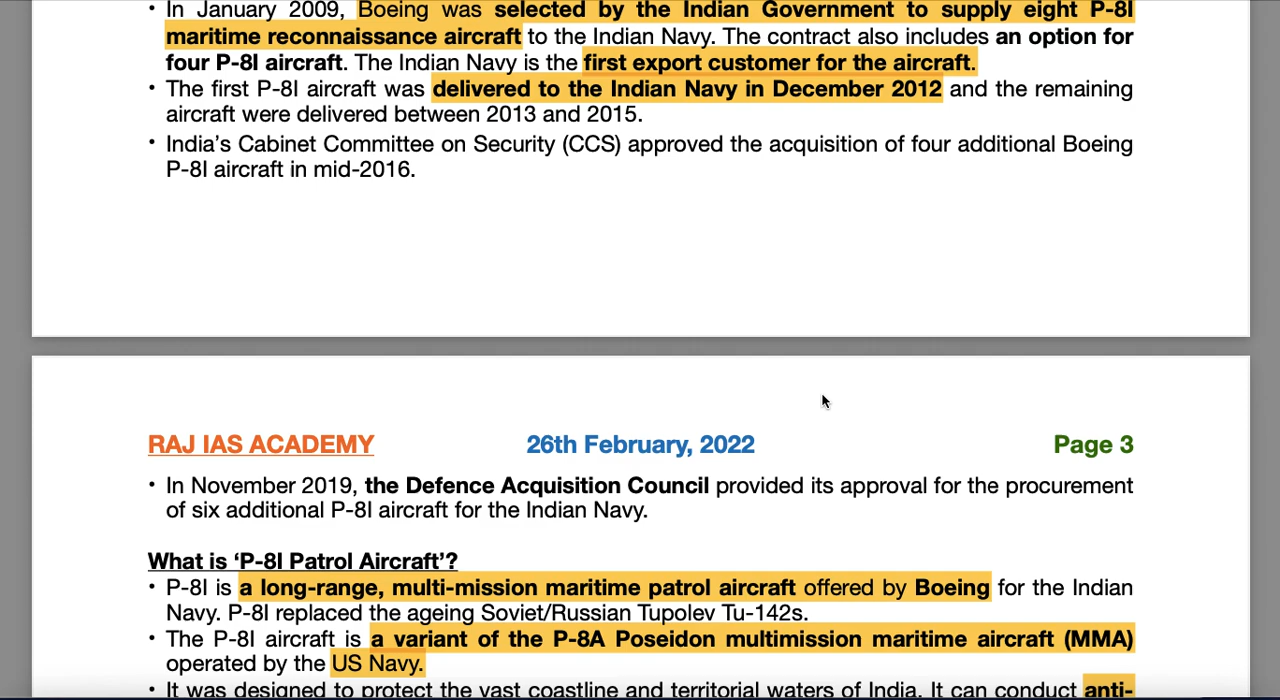 • In January 2009, Boeing was selected by the Indian Government to supply eight P-8I
maritime reconnaissance aircraft to the Indian Navy. The contract also includes an option for
four P-8I aircraft. The Indian Navy is the first export customer for the aircraft.
• The first P-8I aircraft was delivered to the Indian Navy in December 2012 and the remaining
aircraft were delivered between 2013 and 2015.
• India’s Cabinet Committee on Security (CCS) approved the acquisition of four additional Boeing
P-8I aircraft in mid-2016.
RAJ IAS ACADEMY 26th February, 2022 Page 3
• In November 2019, the Defence Acquisition Council provided its approval for the procurement
of six additional P-8I aircraft for the Indian Navy.
What is ‘P-8I Patrol Aircraft’?
• P-8I is a long-range, multi-mission maritime patrol aircraft offered by Boeing for the Indian
Navy. P-8I replaced the ageing Soviet/Russian Tupolev Tu-142s.
• The P-8I aircraft is a variant of the P-8A Poseidon multimission maritime aircraft (MMA)
operated by the US Navy.
• It was designed to protect the vast coastline and territorial waters of India. It can conduct anti-